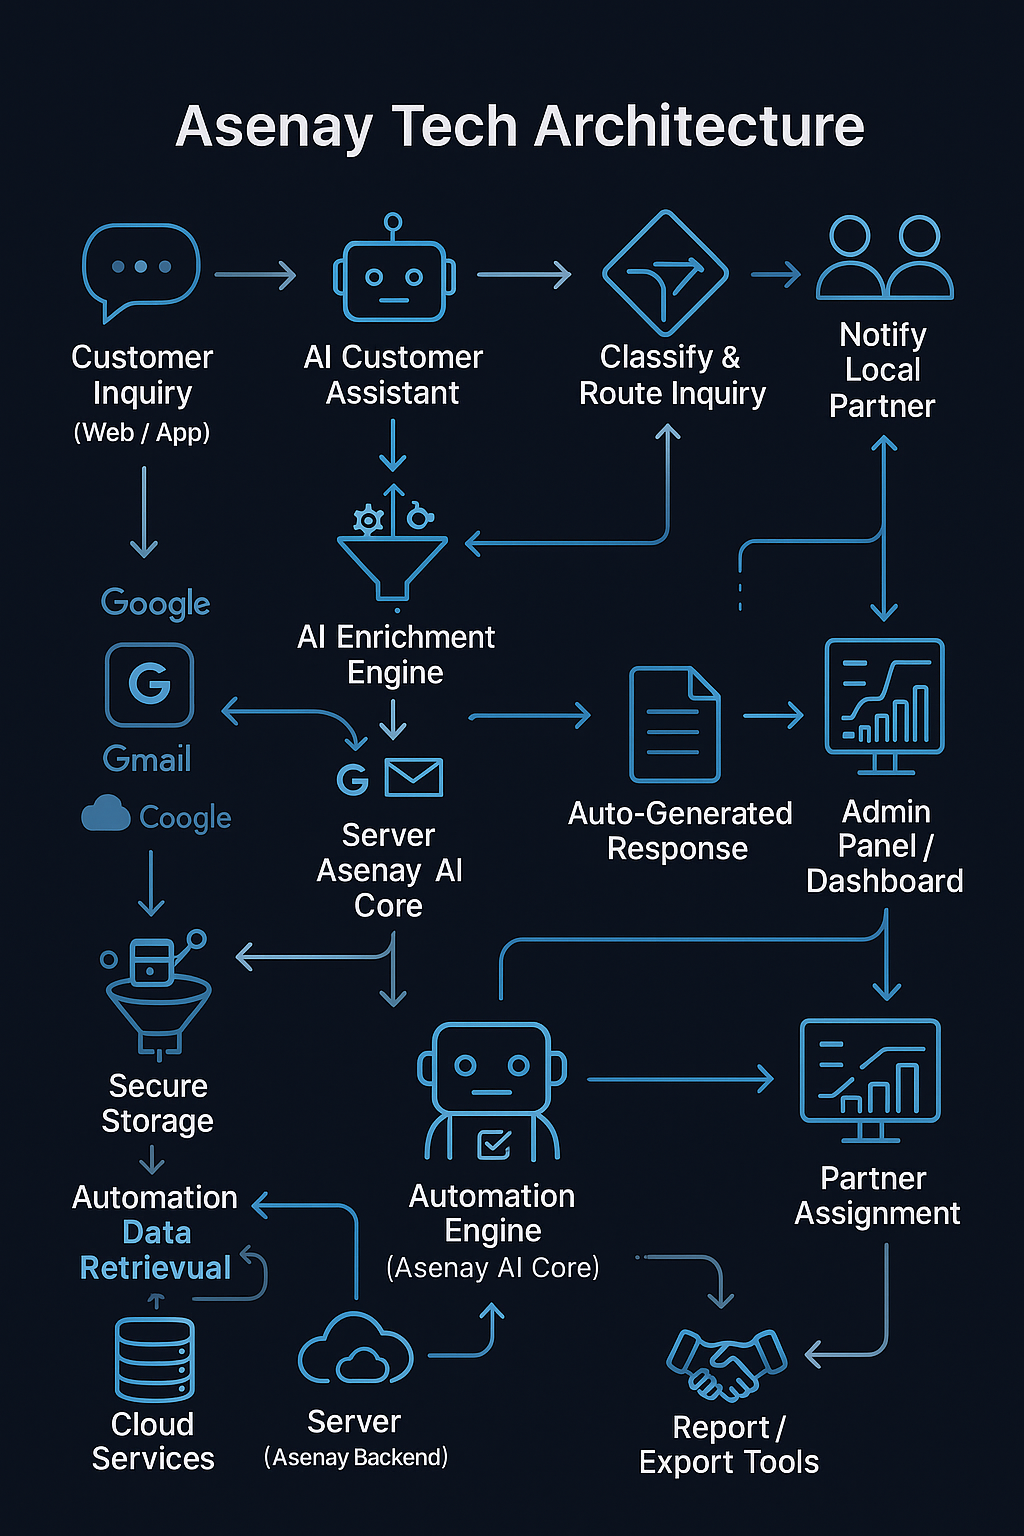 Asenay Tech Architecture
Customer
Inquiry
(Web / App)
AI Customer
Assistant
Classify &
Route Inquiry
Notify
Local
Partner
Google
G
Gmail
Coogle
AI Enrichment
Engine
G
Server
Asenay AI
Core
Auto-Generated
Response
Admin
Panel /
Dashboard
Secure
Storage
Automation
Data
Retrievual
Automation
Engine
(Asenay AI Core)
Partner
Assignment
Cloud
Services
Server
(Asenay Backend)
Report /
Export Tools